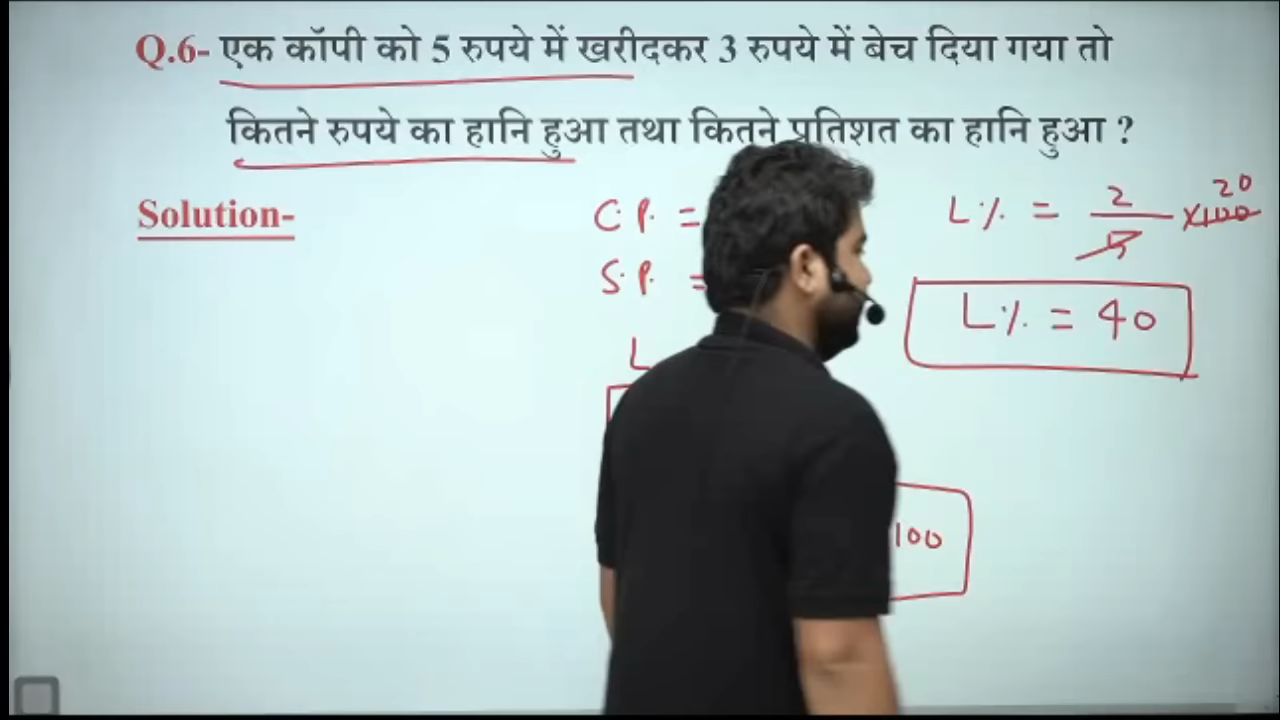 Q.6- एक कॉपी को 5 रुपये में खरीदकर 3 रुपये में बेच दिया गया तो
कितने रुपये का हानि हुआ तथा कितने प्रतिशत का हानि हुआ ?
Solution-
C.P. =
S.P. =
L
L% = 2/5 ×100 20
L% = 40
100